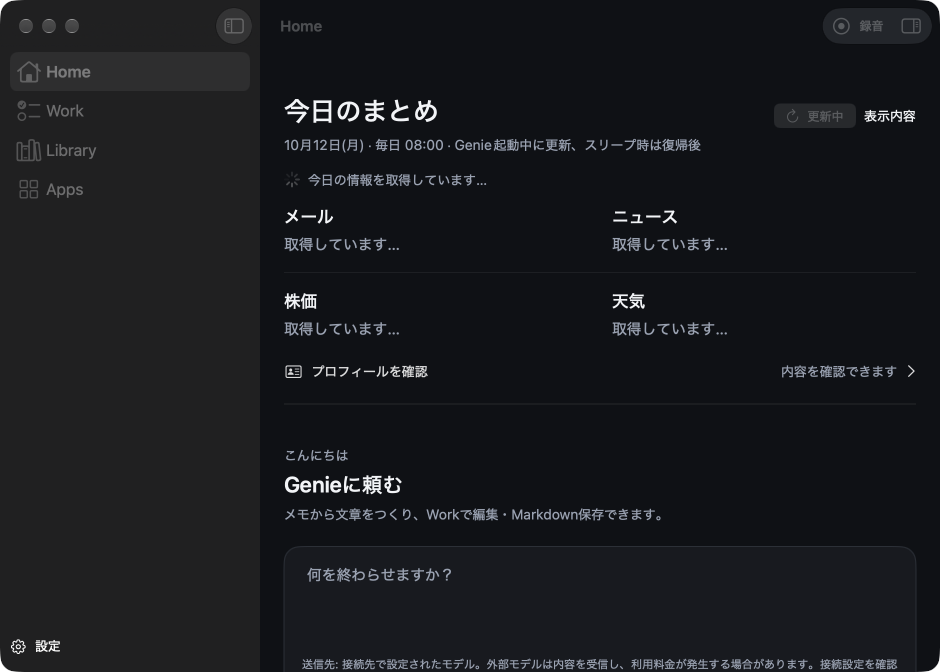 Home
録音
Home
Work
Library
Apps
今日のまとめ
更新中
表示内容
10月12日(月) · 毎日 08:00 · Genie起動中に更新、スリープ時は復帰後
今日の情報を取得しています...
メール
ニュース
取得しています...
取得しています...
株価
天気
取得しています...
取得しています...
プロフィールを確認
内容を確認できます
こんにちは
Genieに頼む
メモから文章をつくり、Workで編集・Markdown保存できます。
何を終わらせますか？
送信先: 接続先で設定されたモデル。外部モデルは内容を受信し、利用料金が発生する場合があります。接続設定を確認
設定